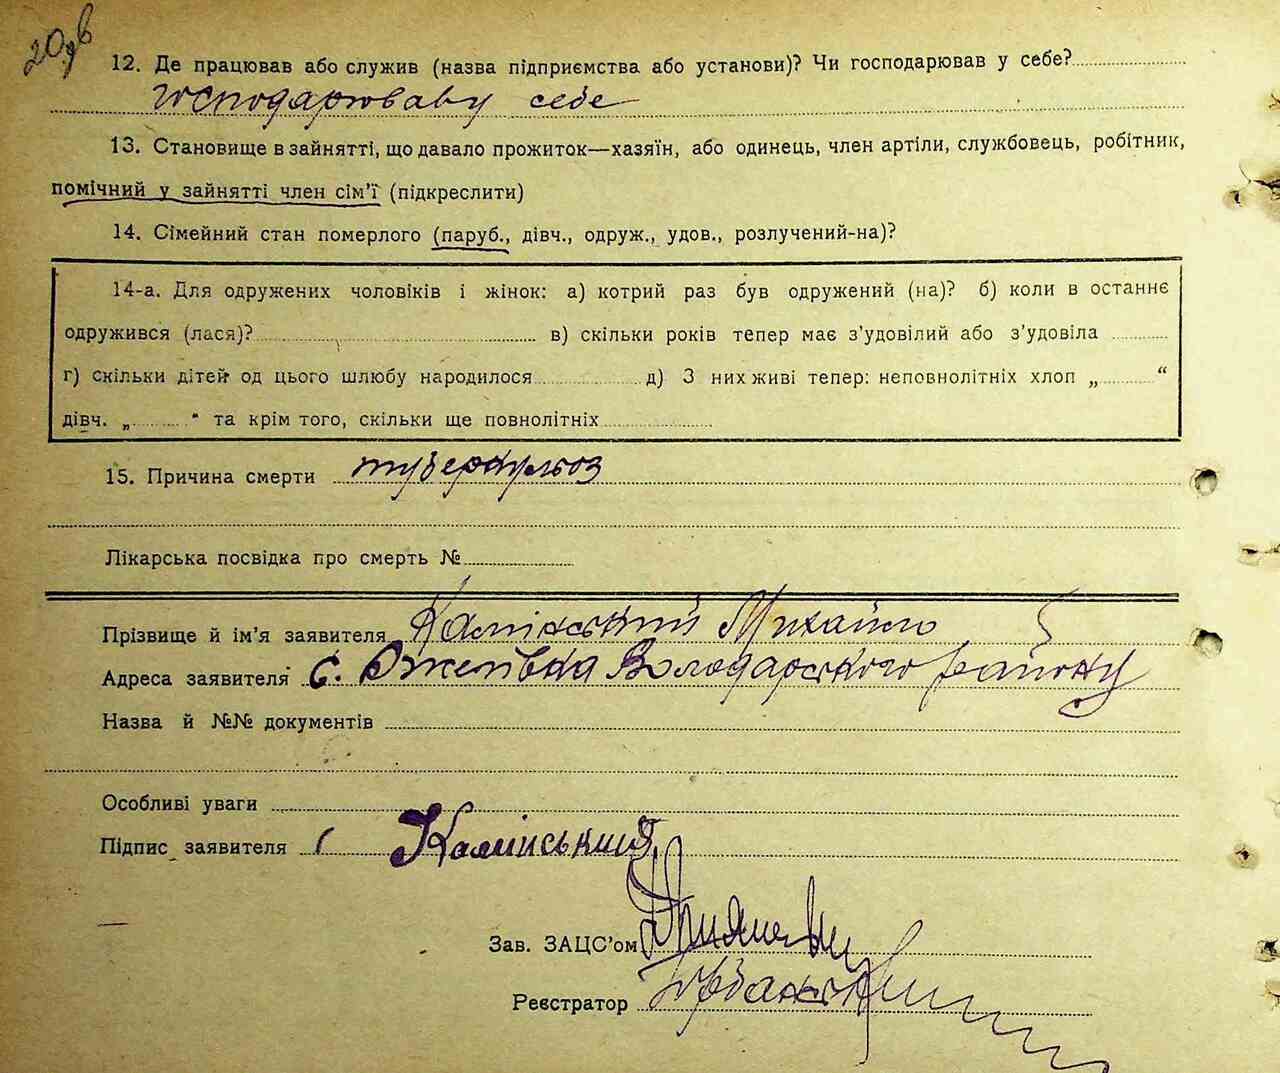 20зв
12. Де працював або служив (назва підприємства або установи)? Чи господарював у себе?
господарював у себе
13. Становище в зайнятті, що давало прожиток—хазяїн, або одинець, член артіли, службовець, робітник,
помічний у зайнятті член сім'ї (підкреслити)
14. Сімейний стан померлого (паруб., дівч., одруж., удов., розлучений-на)?
14-а. Для одружених чоловіків і жінок: а) котрий раз був одружений (на)? б) коли в останнє
одружився (лася)? в) скільки років тепер має з'удовілий або з'удовіла
г) скільки дітей од цього шлюбу народилося д) З них живі тепер: неповнолітніх хлоп „ “
дівч. „ “ та крім того, скільки ще повнолітніх
15. Причина смерти туберкульоз
Лікарська посвідка про смерть №
Прізвище й ім'я заявителя Камінський Михайло
Адреса заявителя с. Володарського району
Назва й №№ документів
Особливі уваги
Підпис заявителя Камінський
Зав. ЗАЦС'ом
Реєстратор